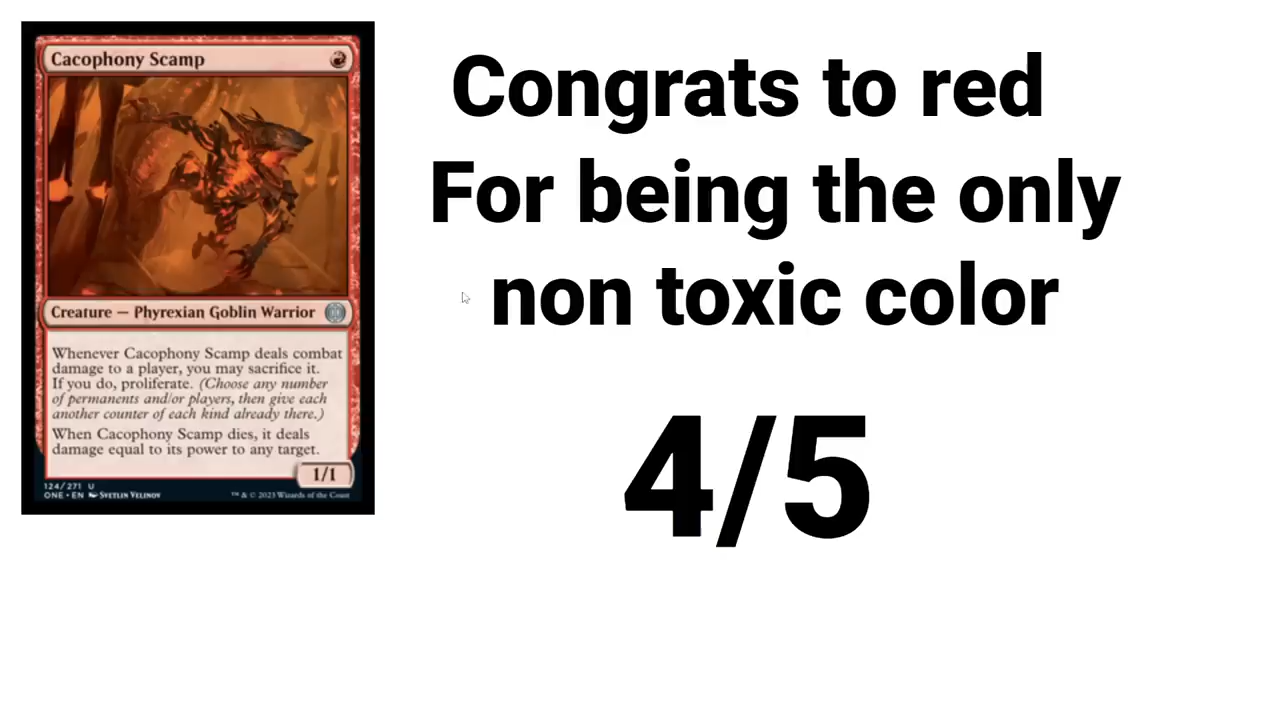 Cacophony Scamp
Creature — Phyrexian Goblin Warrior
Whenever Cacophony Scamp deals combat
damage to a player, you may sacrifice it.
If you do, proliferate. (Choose any number
of permanents and/or players, then give each
another counter of each kind already there.)
When Cacophony Scamp dies, it deals
damage equal to its power to any target.
1/1
124/271 U
ONE • EN Svetlin Velinov
™ & © 2023 Wizards of the Coast
Congrats to red
For being the only
non toxic color
4/5